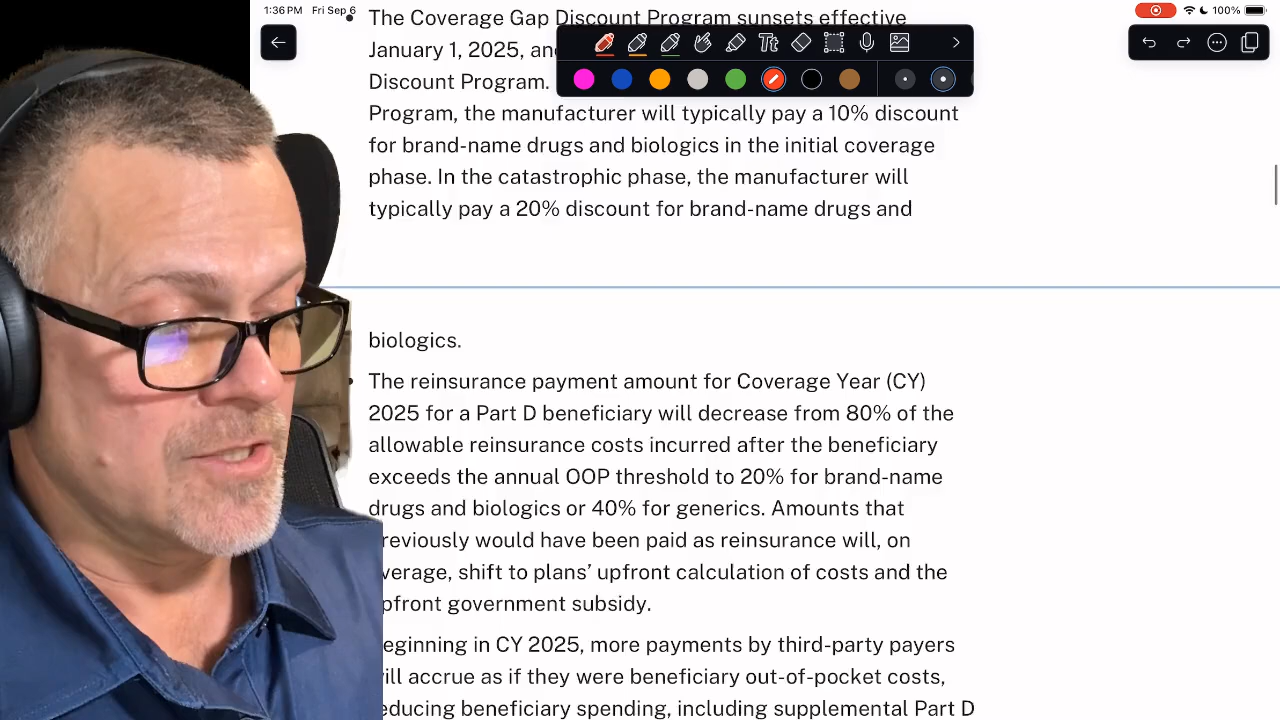 1:36 PM Fri Sep 6
100%
The Coverage Gap Discount Program sunsets effective
January 1, 2025, an
Discount Program.
Tt
Program, the manufacturer will typically pay a 10% discount
for brand-name drugs and biologics in the initial coverage
phase. In the catastrophic phase, the manufacturer will
typically pay a 20% discount for brand-name drugs and
biologics.
The reinsurance payment amount for Coverage Year (CY)
2025 for a Part D beneficiary will decrease from 80% of the
allowable reinsurance costs incurred after the beneficiary
exceeds the annual OOP threshold to 20% for brand-name
drugs and biologics or 40% for generics. Amounts that
reviously would have been paid as reinsurance will, on
verage, shift to plans’ upfront calculation of costs and the
pfront government subsidy.
eginning in CY 2025, more payments by third-party payers
ill accrue as if they were beneficiary out-of-pocket costs,
educing beneficiary spending, including supplemental Part D